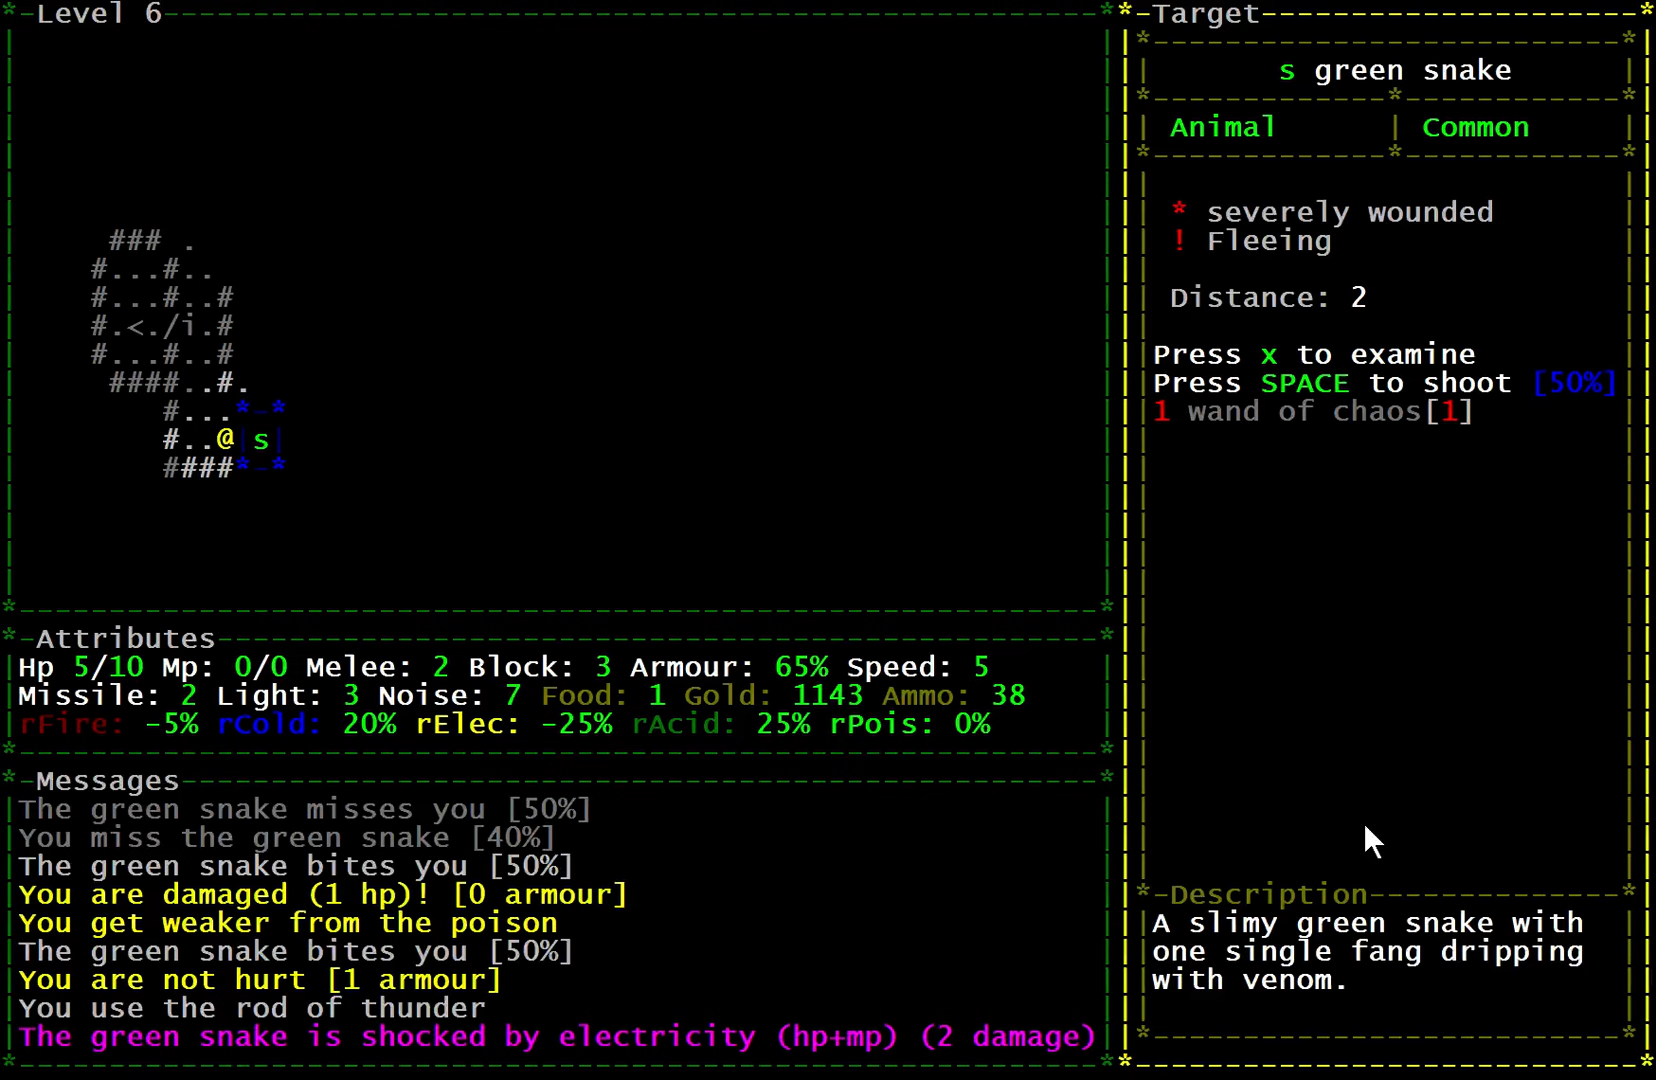 Level 6
### .
#...#..
#...#..#
#.<./i.#
#...#..#
####..#.
#...*-*
#..@|s|
####*-*
Attributes
Hp 5/10 Mp: 0/0 Melee: 2 Block: 3 Armour: 65% Speed: 5
Missile: 2 Light: 3 Noise: 7 Food: 1 Gold: 1143 Ammo: 38
rFire: -5% rCold: 20% rElec: -25% rAcid: 25% rPois: 0%
Messages
The green snake misses you [50%]
You miss the green snake [40%]
The green snake bites you [50%]
You are damaged (1 hp)! [0 armour]
You get weaker from the poison
The green snake bites you [50%]
You are not hurt [1 armour]
You use the rod of thunder
The green snake is shocked by electricity (hp+mp) (2 damage)
Target
s green snake
Animal | Common
* severely wounded
! Fleeing
Distance: 2
Press x to examine
Press SPACE to shoot [50%]
1 wand of chaos[1]
Description
A slimy green snake with
one single fang dripping
with venom.